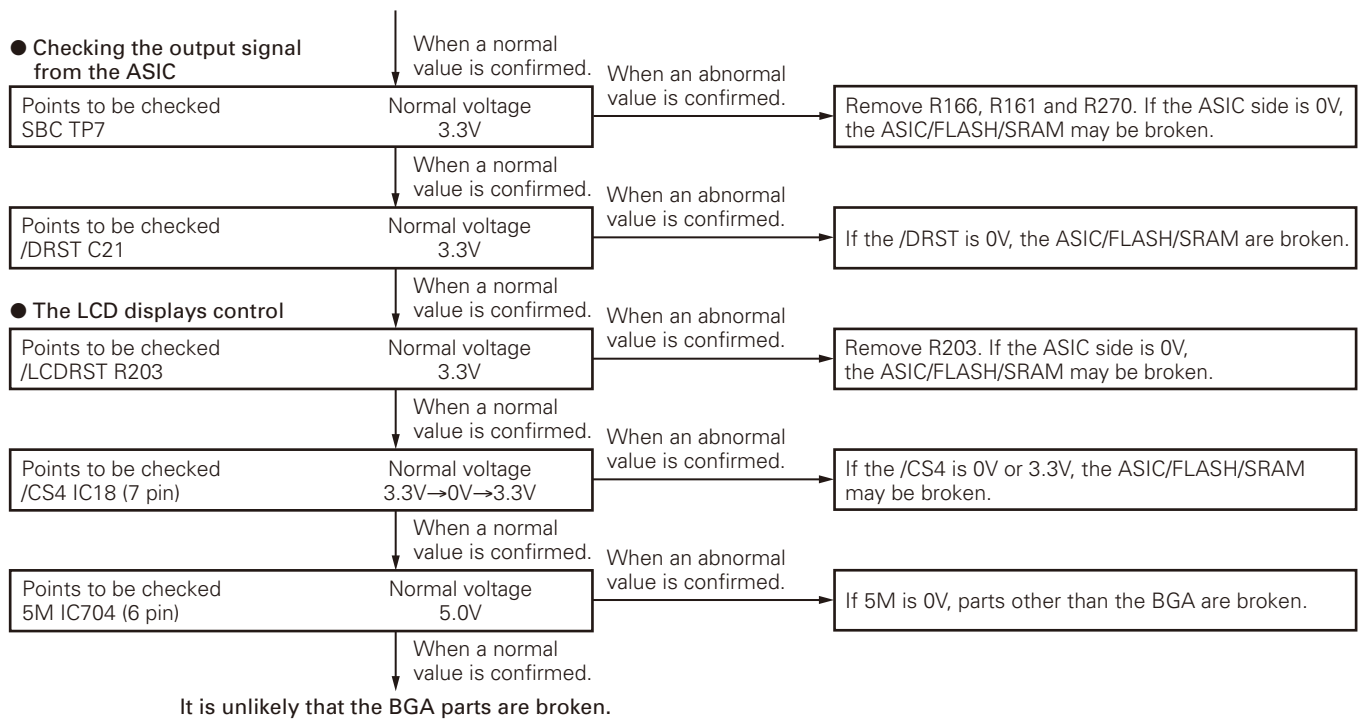 ● Checking the output signal
from the ASIC
When a normal
value is confirmed.
When an abnormal
value is confirmed.
Points to be checked Normal voltage
SBC TP7 3.3V
Remove R166, R161 and R270. If the ASIC side is 0V,
the ASIC/FLASH/SRAM may be broken.
When a normal
value is confirmed.
When an abnormal
value is confirmed.
Points to be checked Normal voltage
/DRST C21 3.3V
If the /DRST is 0V, the ASIC/FLASH/SRAM are broken.
When a normal
value is confirmed.
● The LCD displays control
When an abnormal
value is confirmed.
Points to be checked Normal voltage
/LCDRST R203 3.3V
Remove R203. If the ASIC side is 0V,
the ASIC/FLASH/SRAM may be broken.
When a normal
value is confirmed.
When an abnormal
value is confirmed.
Points to be checked Normal voltage
/CS4 IC18 (7 pin) 3.3V→0V→3.3V
If the /CS4 is 0V or 3.3V, the ASIC/FLASH/SRAM
may be broken.
When a normal
value is confirmed.
When an abnormal
value is confirmed.
Points to be checked Normal voltage
5M IC704 (6 pin) 5.0V
If 5M is 0V, parts other than the BGA are broken.
When a normal
value is confirmed.
It is unlikely that the BGA parts are broken.